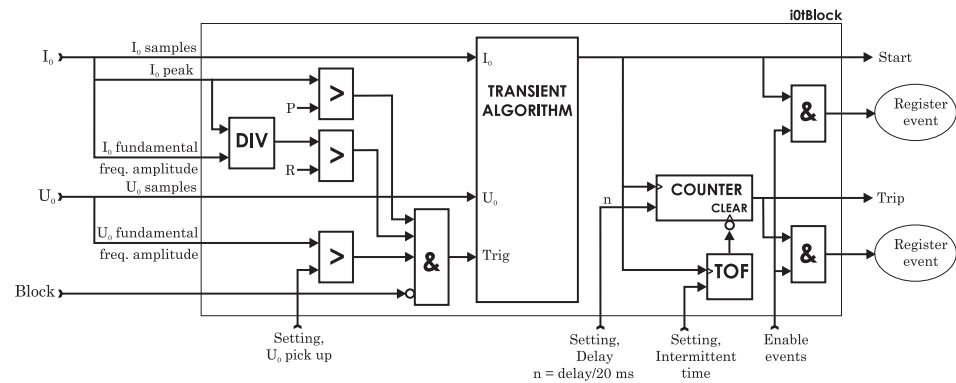 i0tBlock
I₀
I₀ samples
I₀ peak
P
>
DIV
R
>
I₀ fundamental
freq. amplitude
U₀
U₀ samples
U₀ fundamental
freq. amplitude
>
&
Block
I₀
TRANSIENT
ALGORITHM
U₀
Trig
n
COUNTER
CLEAR
TOF
&
&
Start
Register
event
Trip
Register
event
Setting,
U₀ pick up
Setting,
Delay
n = delay/20 ms
Setting,
Intermittent
time
Enable
events